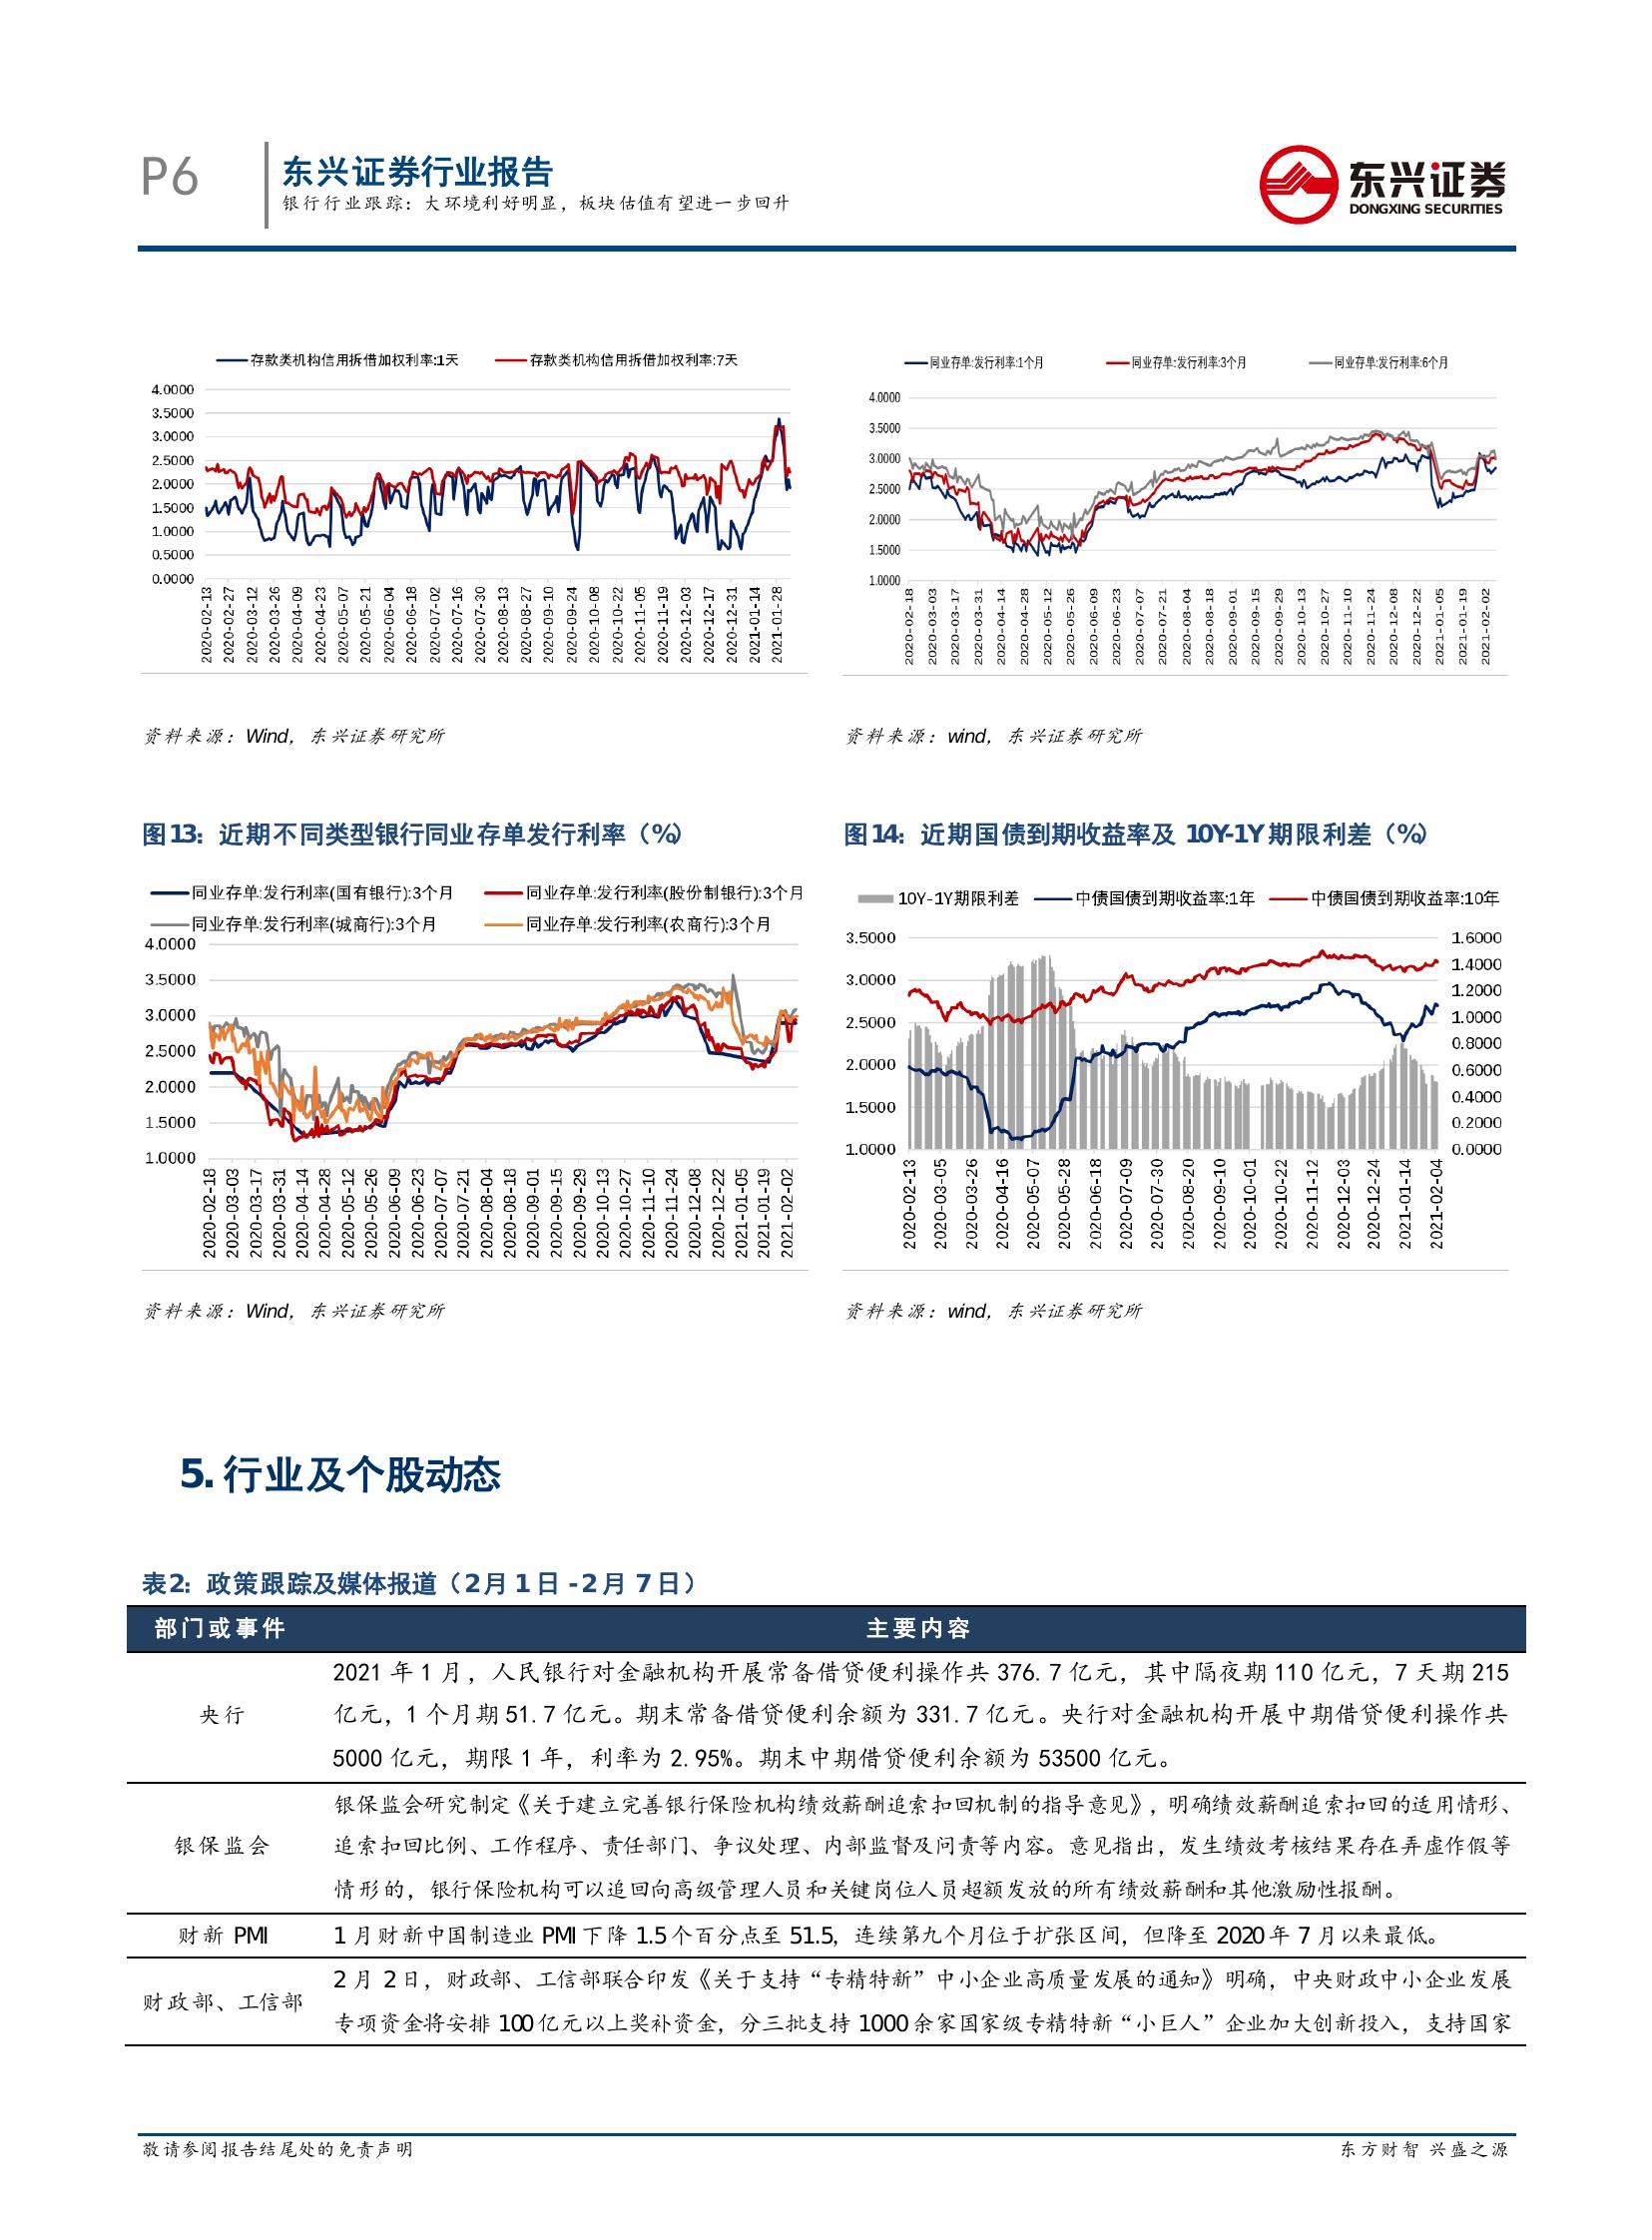 P6
东兴证券行业报告
银行行业跟踪：大环境利好明显，板块估值有望进一步回升
东兴证券
DONGXING SECURITIES
存款类机构信用拆借加权利率:1天 存款类机构信用拆借加权利率:7天
4.0000
3.5000
3.0000
2.5000
2.0000
1.5000
1.0000
0.5000
0.0000
2020-02-13 2020-02-27 2020-03-12 2020-03-26 2020-04-09 2020-04-23 2020-05-07 2020-05-21 2020-06-04 2020-06-18 2020-07-02 2020-07-16 2020-07-30 2020-08-13 2020-08-27 2020-09-10 2020-09-24 2020-10-08 2020-10-22 2020-11-05 2020-11-19 2020-12-03 2020-12-17 2020-12-31 2021-01-14 2021-01-28
同业存单:发行利率:1个月 同业存单:发行利率:3个月 同业存单:发行利率:6个月
4.0000
3.5000
3.0000
2.5000
2.0000
1.5000
1.0000
2020-02-18 2020-03-03 2020-03-17 2020-03-31 2020-04-14 2020-04-28 2020-05-12 2020-05-26 2020-06-09 2020-06-23 2020-07-07 2020-07-21 2020-08-04 2020-08-18 2020-09-01 2020-09-15 2020-09-29 2020-10-13 2020-10-27 2020-11-10 2020-11-24 2020-12-08 2020-12-22 2021-01-05 2021-01-19 2021-02-02
资料来源：Wind，东兴证券研究所
资料来源：wind，东兴证券研究所
图13：近期不同类型银行同业存单发行利率（%）
图14：近期国债到期收益率及 10Y-1Y期限利差（%）
同业存单:发行利率(国有银行):3个月 同业存单:发行利率(股份制银行):3个月
同业存单:发行利率(城商行):3个月 同业存单:发行利率(农商行):3个月
4.0000
3.5000
3.0000
2.5000
2.0000
1.5000
1.0000
2020-02-18 2020-03-03 2020-03-17 2020-03-31 2020-04-14 2020-04-28 2020-05-12 2020-05-26 2020-06-09 2020-06-23 2020-07-07 2020-07-21 2020-08-04 2020-08-18 2020-09-01 2020-09-15 2020-09-29 2020-10-13 2020-10-27 2020-11-10 2020-11-24 2020-12-08 2020-12-22 2021-01-05 2021-01-19 2021-02-02
10Y-1Y期限利差 中债国债到期收益率:1年 中债国债到期收益率:10年
3.5000
3.0000
2.5000
2.0000
1.5000
1.0000
1.6000
1.4000
1.2000
1.0000
0.8000
0.6000
0.4000
0.2000
0.0000
2020-02-13 2020-03-05 2020-03-26 2020-04-16 2020-05-07 2020-05-28 2020-06-18 2020-07-09 2020-07-30 2020-08-20 2020-09-10 2020-10-01 2020-10-22 2020-11-12 2020-12-03 2020-12-24 2021-01-14 2021-02-04
资料来源：Wind，东兴证券研究所
资料来源：wind，东兴证券研究所
5. 行业及个股动态
表2：政策跟踪及媒体报道（2月1日-2月7日）
部门或事件 主要内容
央行
2021 年 1 月，人民银行对金融机构开展常备借贷便利操作共 376.7 亿元，其中隔夜期 110 亿元，7 天期 215
亿元，1 个月期 51.7 亿元。期末常备借贷便利余额为 331.7 亿元。央行对金融机构开展中期借贷便利操作共
5000 亿元，期限 1 年，利率为 2.95%。期末中期借贷便利余额为 53500 亿元。
银保监会
银保监会研究制定《关于建立完善银行保险机构绩效薪酬追索扣回机制的指导意见》，明确绩效薪酬追索扣回的适用情形、
追索扣回比例、工作程序、责任部门、争议处理、内部监督及问责等内容。意见指出，发生绩效考核结果存在弄虚作假等
情形的，银行保险机构可以追回向高级管理人员和关键岗位人员超额发放的所有绩效薪酬和其他激励性报酬。
财新 PMI
1 月财新中国制造业 PMI 下降 1.5 个百分点至 51.5，连续第九个月位于扩张区间，但降至 2020 年 7 月以来最低。
财政部、工信部
2 月 2 日，财政部、工信部联合印发《关于支持“专精特新”中小企业高质量发展的通知》明确，中央财政中小企业发展
专项资金将安排 100 亿元以上奖补资金，分三批支持 1000 余家国家级专精特新“小巨人”企业加大创新投入，支持国家
敬请参阅报告结尾处的免责声明
东方财智 兴盛之源